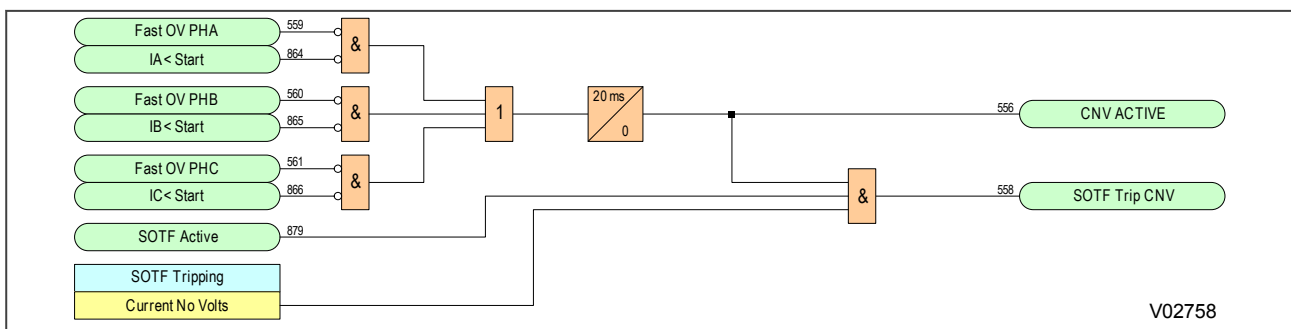 Fast OV PHA
559
&
IA< Start
864
Fast OV PHB
560
&
IB< Start
865
1
20 ms
0
556
CNV ACTIVE
Fast OV PHC
561
&
IC< Start
866
&
558
SOTF Trip CNV
SOTF Active
879
SOTF Tripping
Current No Volts
V02758